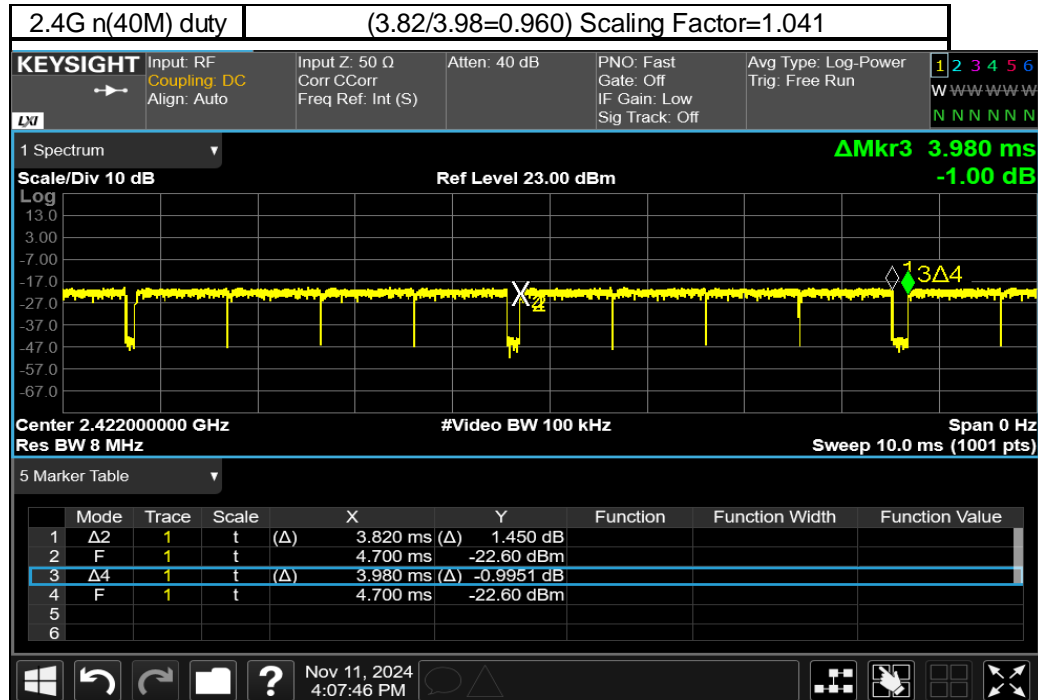 2.4G n(40M) duty (3.82/3.98=0.960) Scaling Factor=1.041
KEYSIGHT Input: RF Input Z: 50 Ω Atten: 40 dB PNO: Fast Avg Type: Log-Power 1 2 3 4 5 6
Coupling: DC Corr CCorr Gate: Off Trig: Free Run W W W W W W
Align: Auto Freq Ref: Int (S) IF Gain: Low
LXI Sig Track: Off N N N N N N
1 Spectrum ΔMkr3 3.980 ms
Scale/Div 10 dB Ref Level 23.00 dBm -1.00 dB
Log
13.0
3.00
-7.00
-17.0 1 3Δ4
-27.0 X
-37.0
-47.0
-57.0
-67.0
Center 2.422000000 GHz #Video BW 100 kHz Span 0 Hz
Res BW 8 MHz Sweep 10.0 ms (1001 pts)
5 Marker Table
Mode Trace Scale X Y Function Function Width Function Value
1 Δ2 1 t (Δ) 3.820 ms (Δ) 1.450 dB
2 F 1 t 4.700 ms -22.60 dBm
3 Δ4 1 t (Δ) 3.980 ms (Δ) -0.9951 dB
4 F 1 t 4.700 ms -22.60 dBm
5
6
? Nov 11, 2024
4:07:46 PM